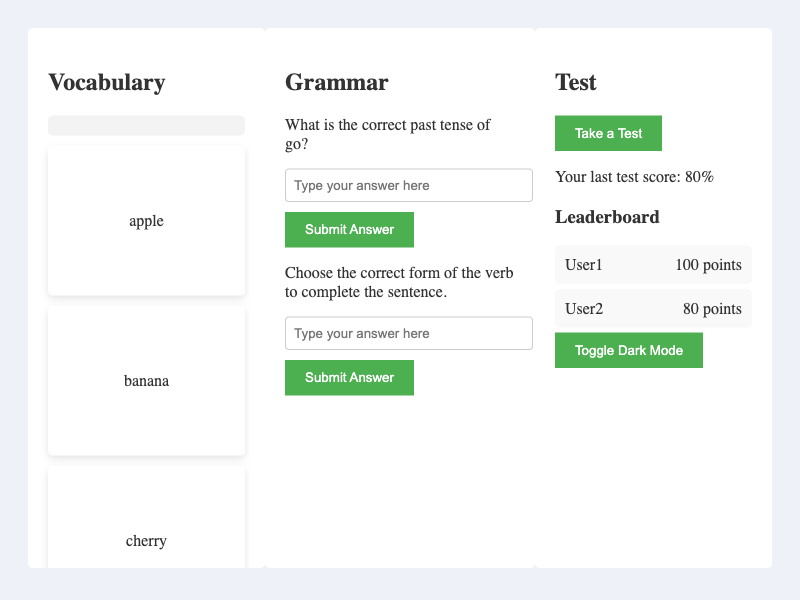 Vocabulary
apple
banana
cherry
Grammar
What is the correct past tense of
go?
Type your answer here
Submit Answer
Choose the correct form of the verb
to complete the sentence.
Type your answer here
Submit Answer
Test
Take a Test
Your last test score: 80%
Leaderboard
User1 100 points
User2 80 points
Toggle Dark Mode